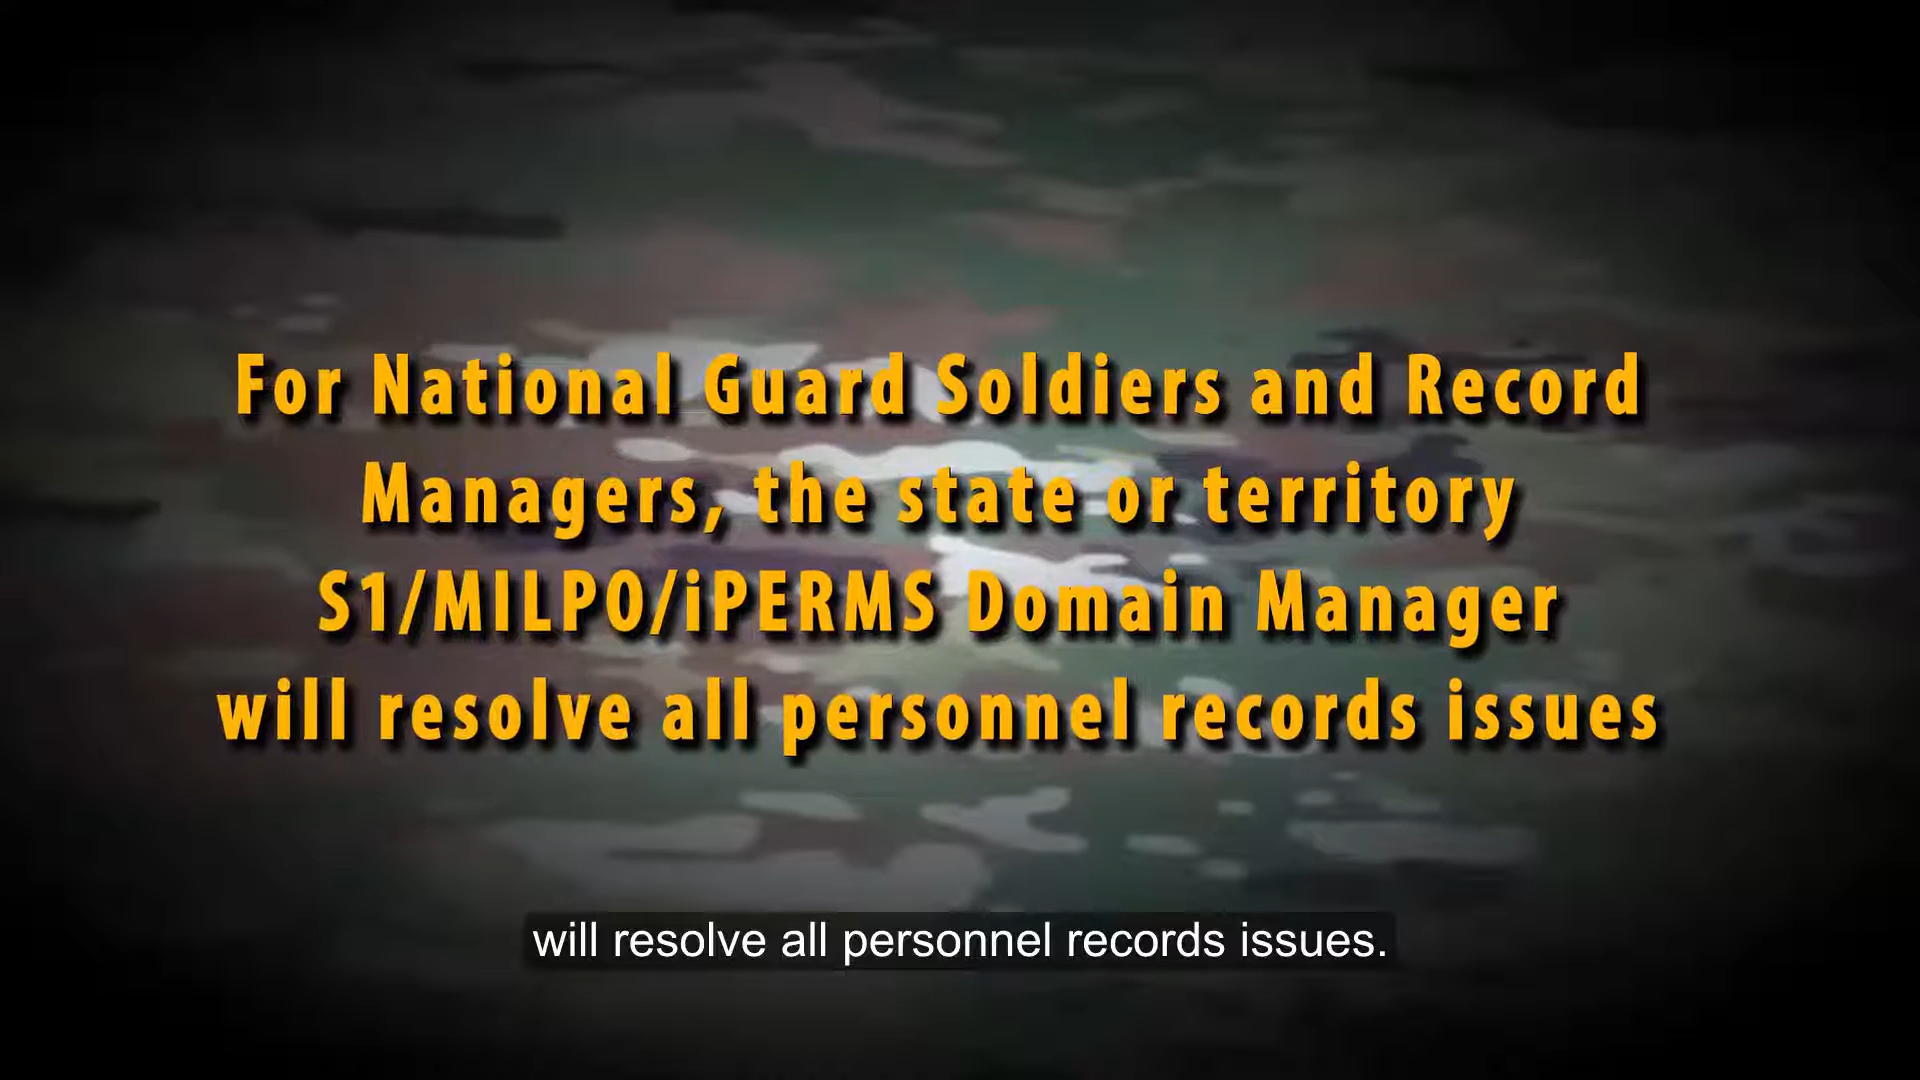 For National Guard Soldiers and Record
Managers, the state or territory
S1/MILPO/iPERMS Domain Manager
will resolve all personnel records issues
will resolve all personnel records issues.